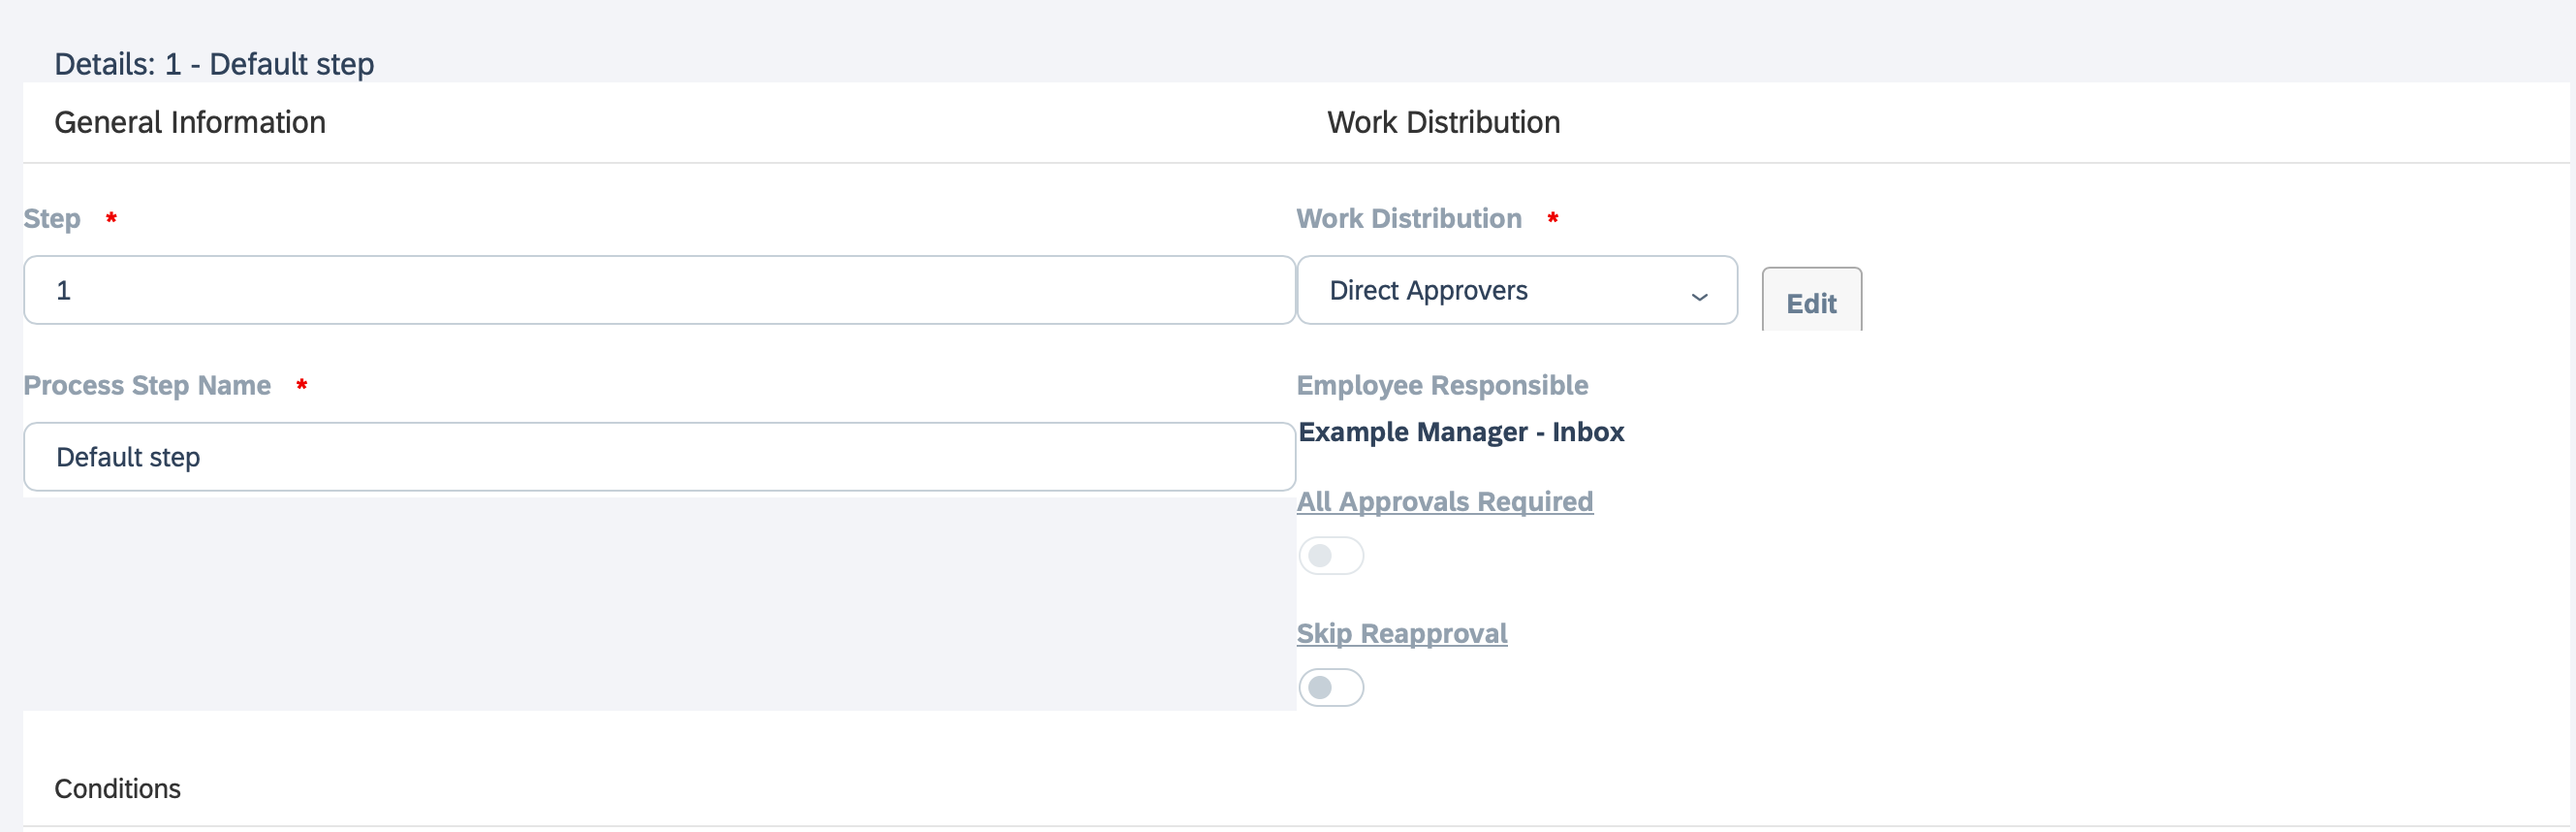 Details: 1 - Default step
General Information
Work Distribution
Step *
1
Process Step Name *
Default step
Work Distribution *
Direct Approvers
Edit
Employee Responsible
Example Manager - Inbox
All Approvals Required
Skip Reapproval
Conditions